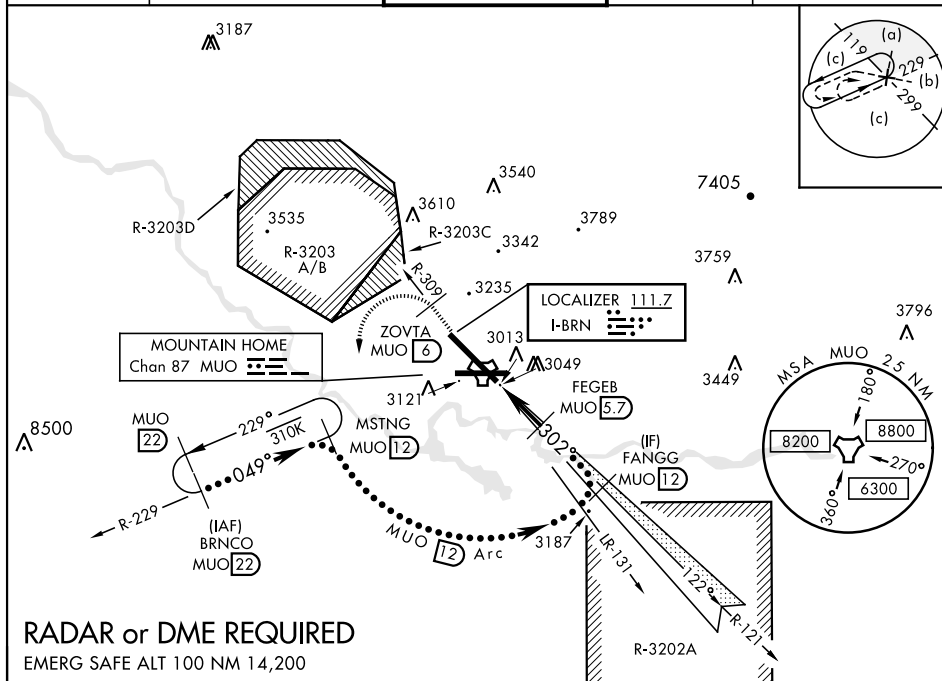 3187
(a)
119
(c)
229
(b)
299
(c)
3540
7405
R-3203D
3535
3610
3789
R-3203
A/B
R-3203C
3342
3759
R-309
3235
LOCALIZER 111.7
I-BRN
ZOVTA
MUO 6
3013
3796
MOUNTAIN HOME
Chan 87 MUO
3049
3449
MSA MUO 25 NM
180°
3121
FEGEB
MUO 5.7
8500
MUO
22
229°
310K
MSTNG
MUO 12
302°
(IF)
FANGG
MUO 12
8200
8800
270°
6300
360°
049°
R-229
(IAF)
BRNCO
MUO 22
MUO 12 Arc
3187
LR-131
122°
R-121
R-3202A
RADAR or DME REQUIRED
EMERG SAFE ALT 100 NM 14,200